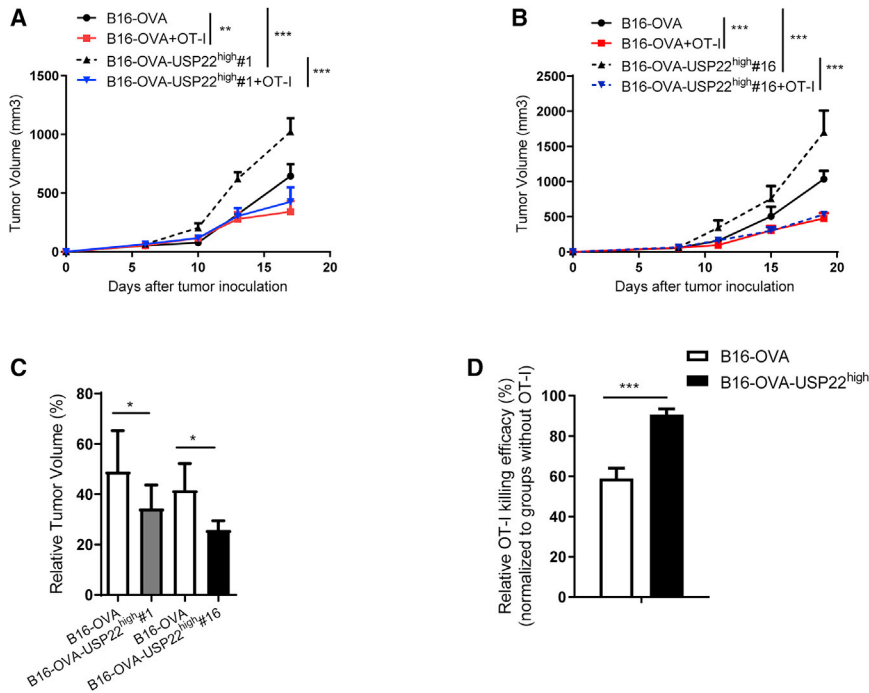 A
B16-OVA
B16-OVA+OT-I
B16-OVA-USP22high#1
B16-OVA-USP22high#1+OT-I
**
***
***
Tumor Volume (mm3)
1500
1000
500
0
0 5 10 15 20
Days after tumor inoculation
B
B16-OVA
B16-OVA+OT-I
B16-OVA-USP22high#16
B16-OVA-USP22high#16+OT-I
***
***
***
Tumor Volume (mm3)
2500
2000
1500
1000
500
0
0 5 10 15 20
Days after tumor inoculation
C
Relative Tumor Volume (%)
80
60
40
20
0
*
*
B16-OVA
B16-OVA-USP22high#1
B16-OVA
B16-OVA-USP22high#16
D
B16-OVA
B16-OVA-USP22high
Relative OT-I killing efficacy (%)
(normalized to groups without OT-I)
100
80
60
40
20
0
***